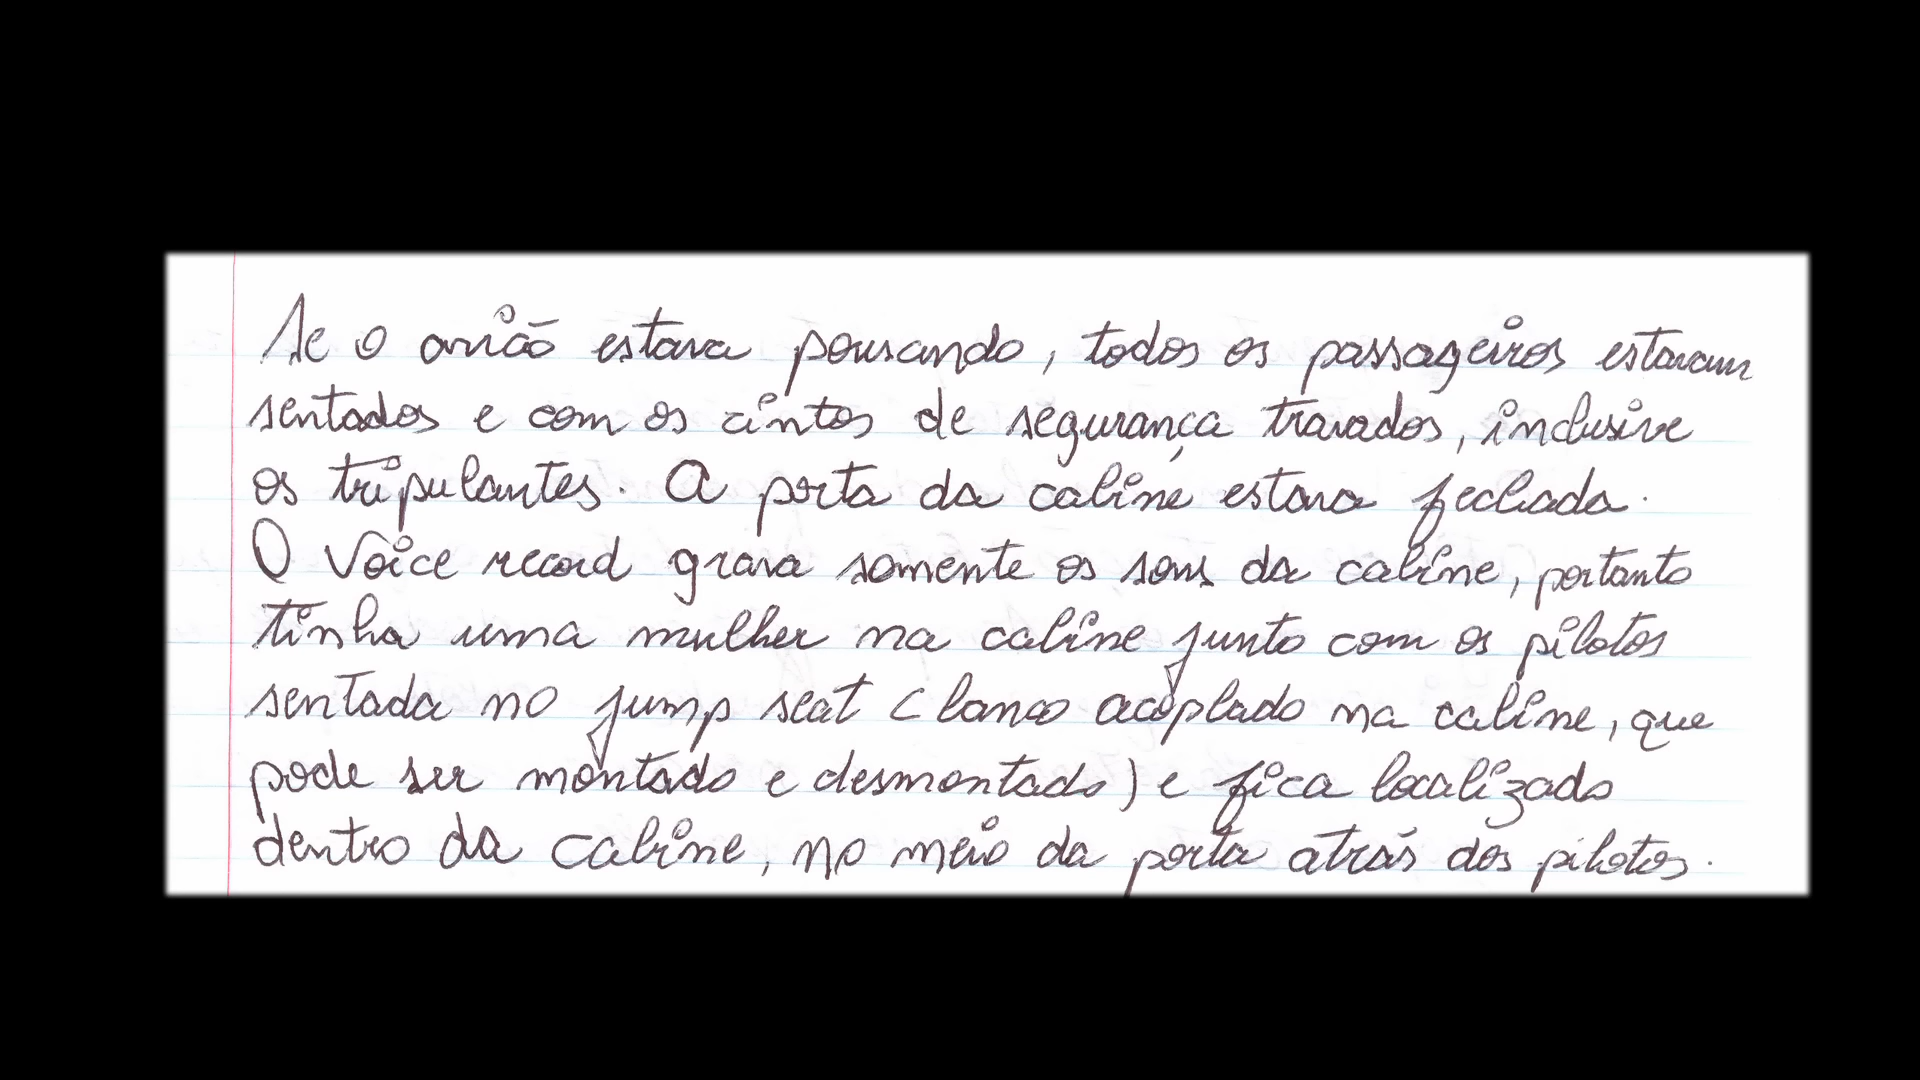 Se o avião estava pousando, todos os passageiros estavam
sentados e com os cintos de segurança travados, inclusive
os tripulantes. A porta da cabine estava fechada.
O Voice record grava somente os sons da cabine, portanto
tinha uma mulher na cabine junto com os pilotos
sentada no jump seat (banco acoplado na cabine, que
pode ser montado e desmontado) e fica localizado
dentro da cabine, no meio da porta atrás dos pilotos.